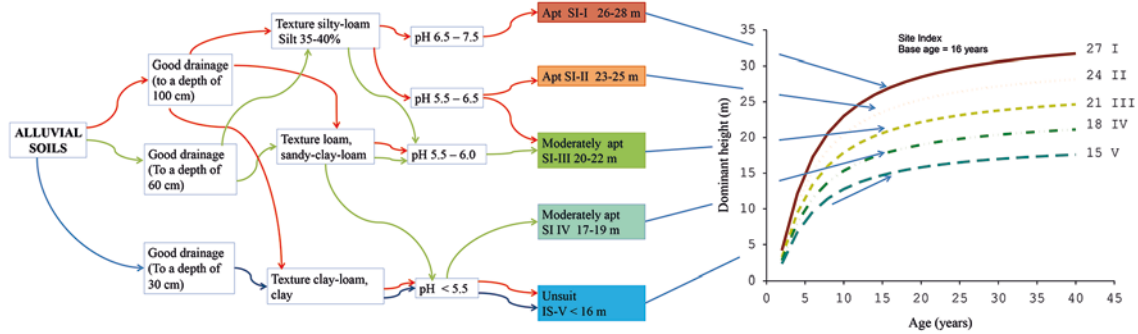 ALLUVIAL
SOILS
Good drainage
(to a depth of
100 cm)
Good drainage
(To a depth of
60 cm)
Good drainage
(To a depth of
30 cm)
Texture silty-loam
Silt 35-40%
Texture loam,
sandy-clay-loam
Texture clay-loam,
clay
pH 6.5 – 7.5
pH 5.5 – 6.5
pH 5.5 – 6.0
pH < 5.5
Apt SI-I 26-28 m
Apt SI-II 23-25 m
Moderately apt
SI-III 20-22 m
Moderately apt
SI IV 17-19 m
Unsuit
IS-V < 16 m
Site Index
Base age = 16 years
Dominant height (m)
35
30
25
20
15
10
5
0
0 5 10 15 20 25 30 35 40 45
Age (years)
27 I
24 II
21 III
18 IV
15 V